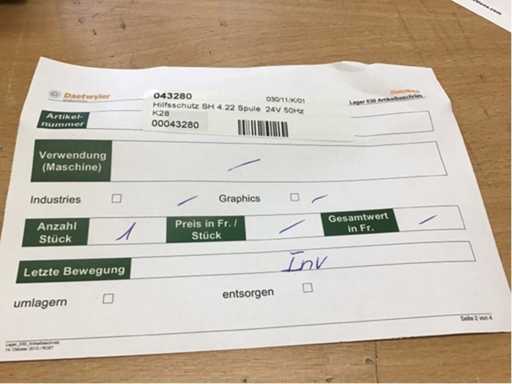 Daetwyler
043280
030/11/K/01
Hilfsschutz SH 4.22 Spule 24V 50Hz
K28
00043280
Lager 030 Artikelbeschrieb
Artikel-
nummer
Verwendung
(Maschine)
Industries
Graphics
Anzahl
Stück
1
Preis in Fr. /
Stück
Gesamtwert
in Fr.
Letzte Bewegung
Inv
umlagern
entsorgen
Seite 2 von 4
Lager_030_Artikelbeschrieb